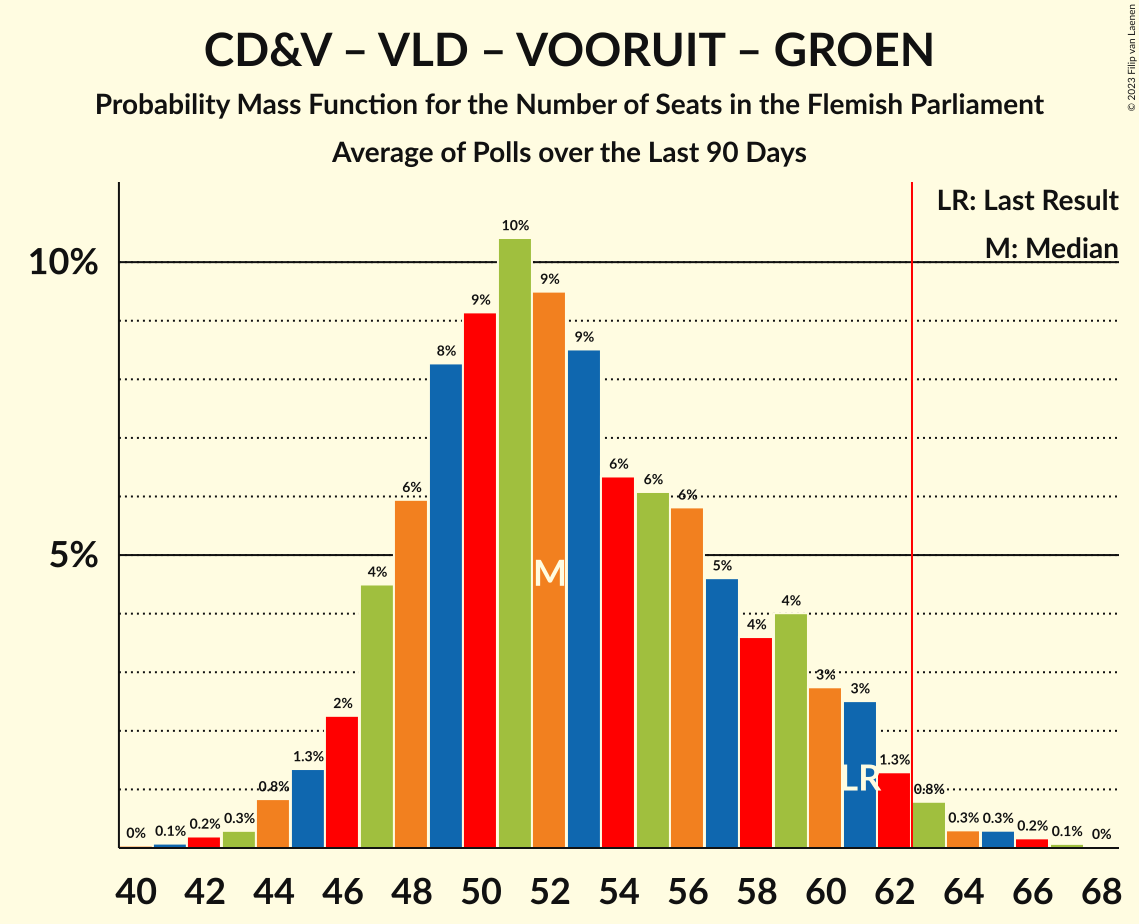 CD&V – VLD – VOORUIT – GROEN
Probability Mass Function for the Number of Seats in the Flemish Parliament
Average of Polls over the Last 90 Days
© 2023 Filip van Laenen
LR: Last Result
M: Median
10%
5%
0% 0.1% 0.2% 0.3% 0.8% 1.3% 2% 4% 6% 8% 9% 10% 9% 9% 6% 6% 6% 5% 4% 4% 3% 3% 1.3% 0.8% 0.3% 0.3% 0.2% 0.1% 0%
M
LR
40 42 44 46 48 50 52 54 56 58 60 62 64 66 68